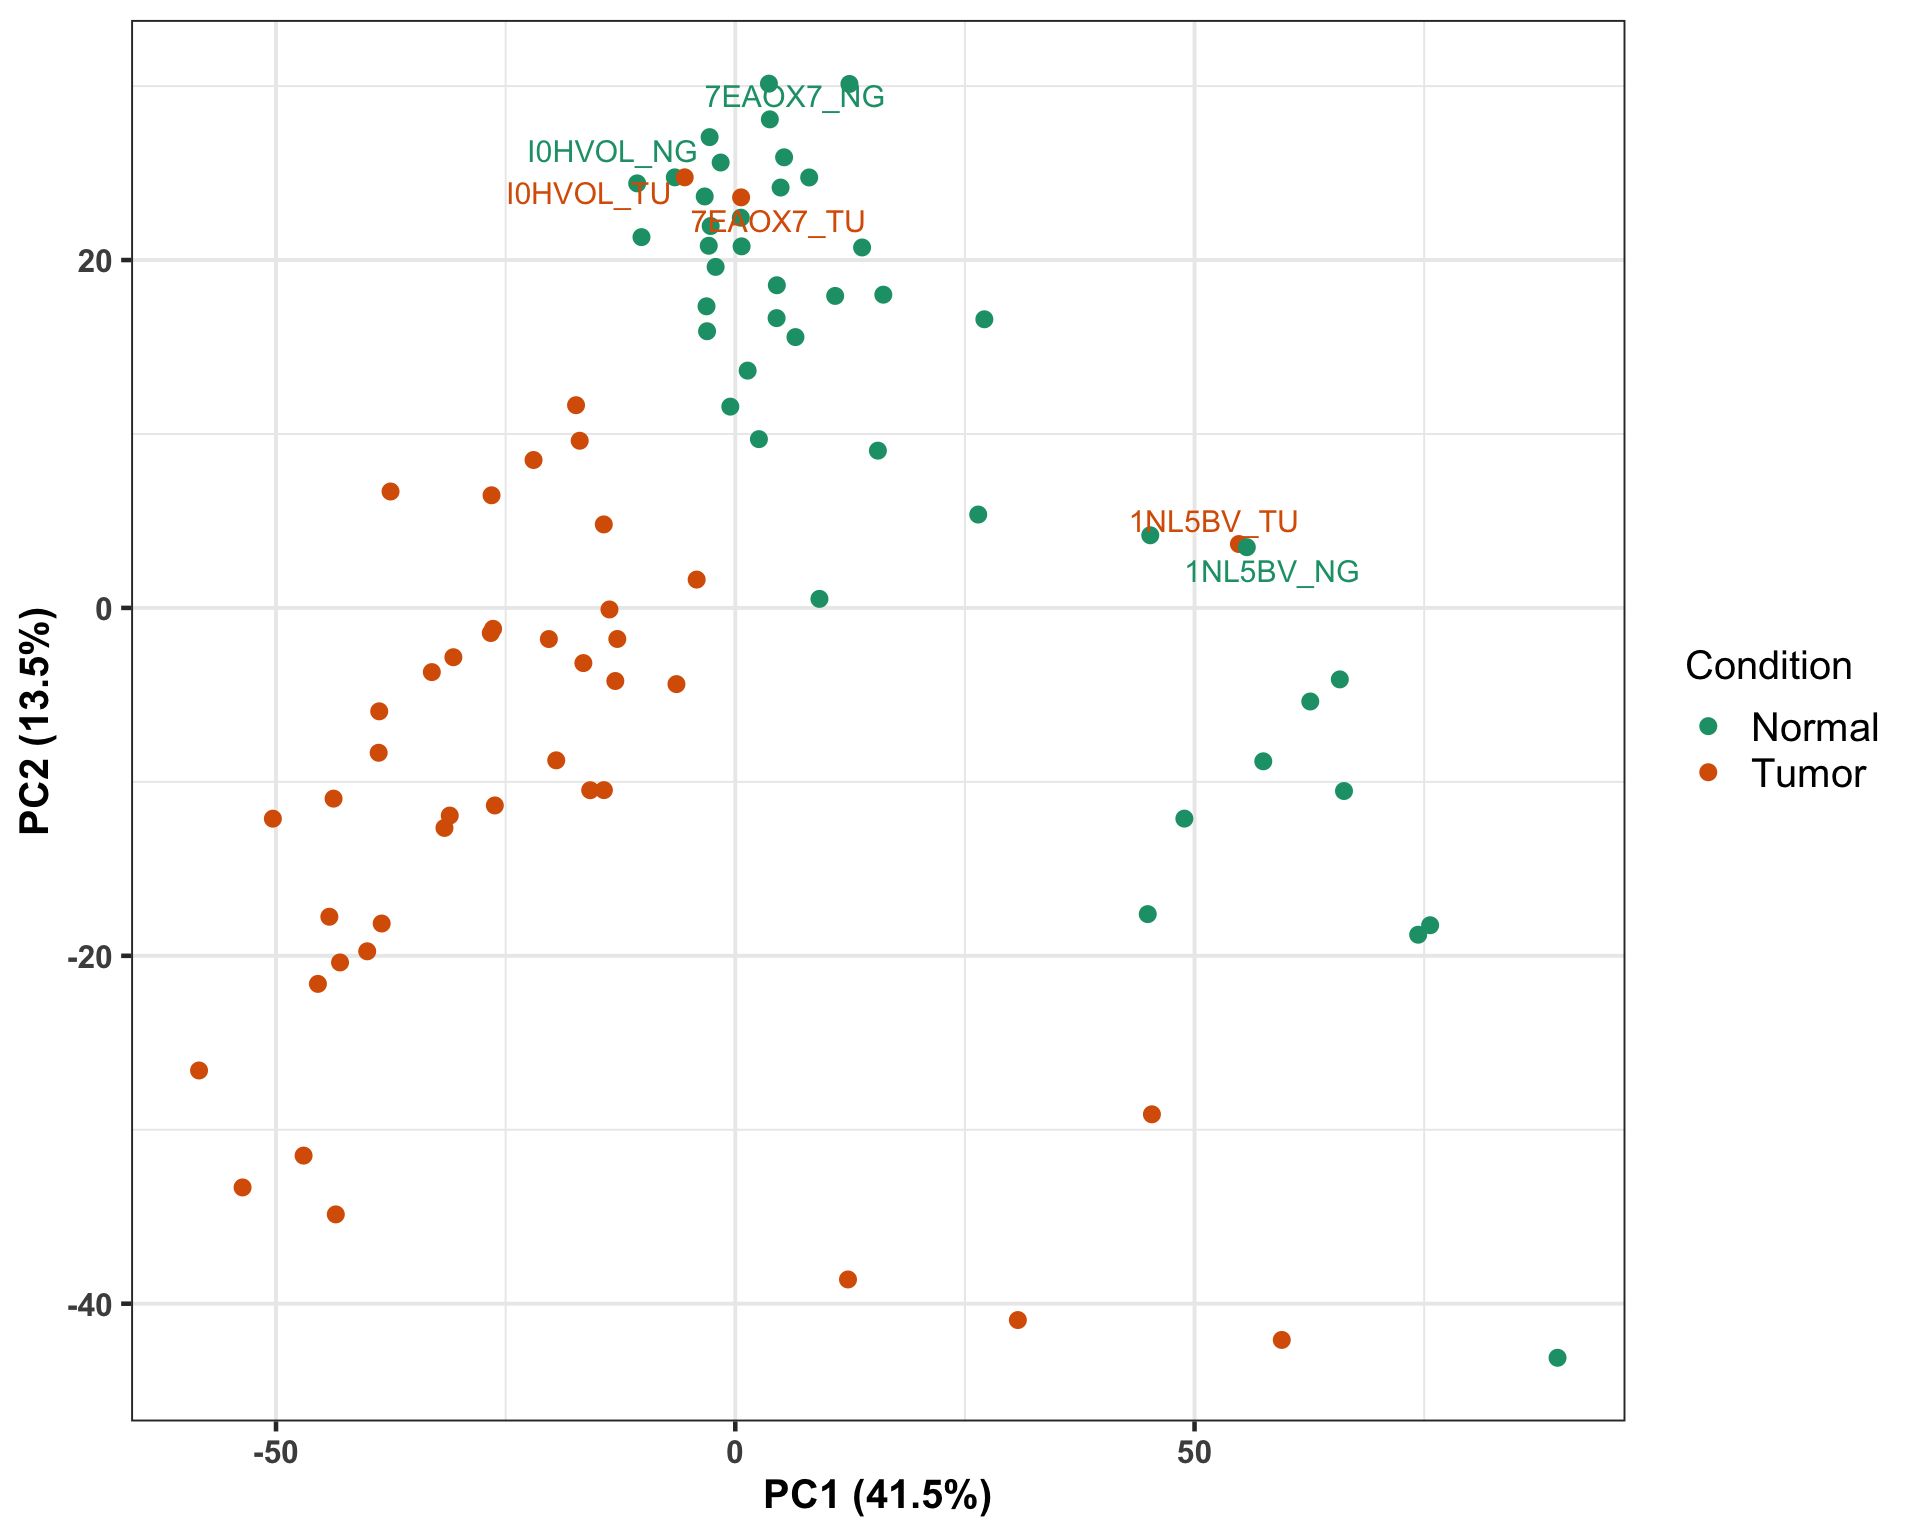 7EAOX7_NG
I0HVOL_NG
I0HVOL_TU
7EAOX7_TU
1NL5BV_TU
1NL5BV_NG
20
0
-20
-40
-50
0
50
PC1 (41.5%)
PC2 (13.5%)
Condition
Normal
Tumor